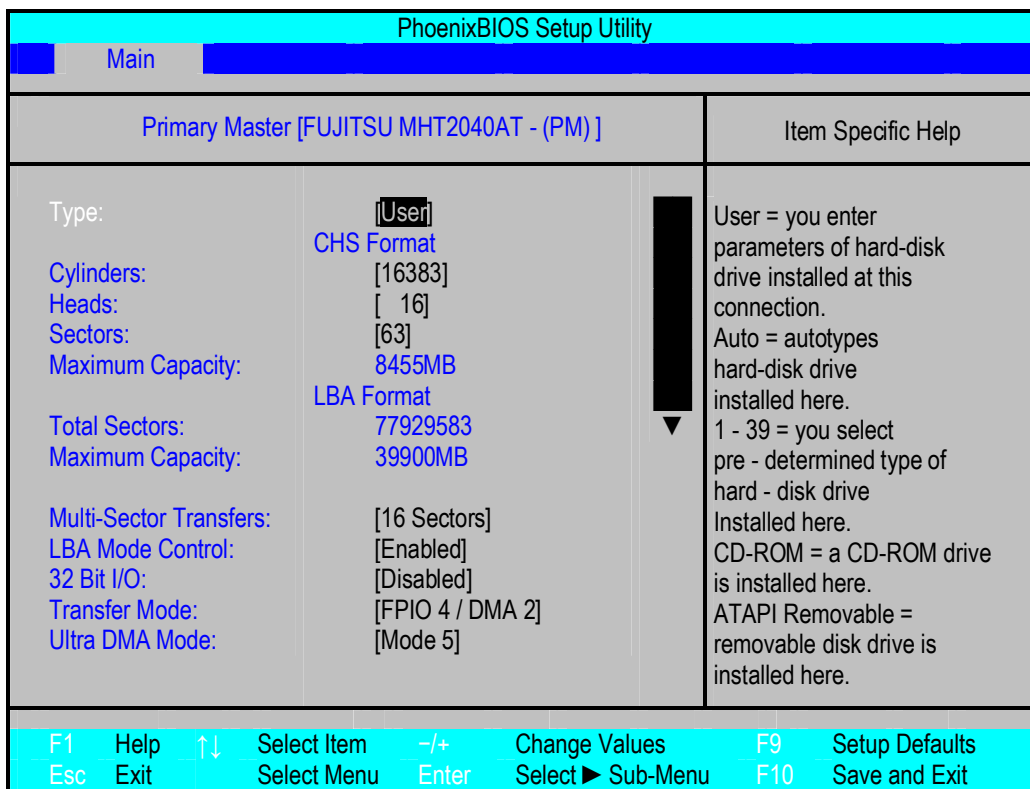 PhoenixBIOS Setup Utility
Main
Primary Master [FUJITSU MHT2040AT - (PM) ]
Item Specific Help
Type: [User]
CHS Format
Cylinders: [16383]
Heads: [ 16]
Sectors: [63]
Maximum Capacity: 8455MB
LBA Format
Total Sectors: 77929583
Maximum Capacity: 39900MB
Multi-Sector Transfers: [16 Sectors]
LBA Mode Control: [Enabled]
32 Bit I/O: [Disabled]
Transfer Mode: [FPIO 4 / DMA 2]
Ultra DMA Mode: [Mode 5]
▼
User = you enter
parameters of hard-disk
drive installed at this
connection.
Auto = autotypes
hard-disk drive
installed here.
1 - 39 = you select
pre - determined type of
hard - disk drive
Installed here.
CD-ROM = a CD-ROM drive
is installed here.
ATAPI Removable =
removable disk drive is
installed here.
F1 Help ↑↓ Select Item −/+ Change Values F9 Setup Defaults
Esc Exit Select Menu Enter Select ► Sub-Menu F10 Save and Exit